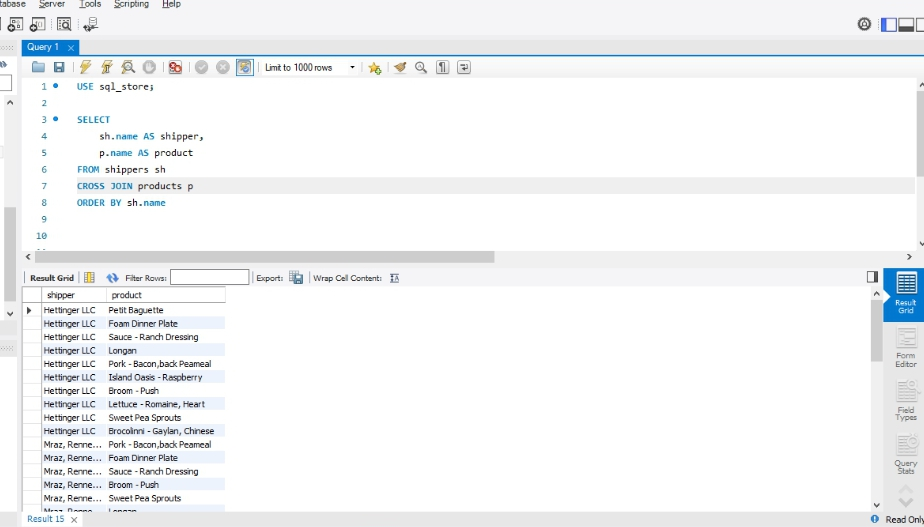 tabase Server Tools Scripting Help
Query 1
Limit to 1000 rows
1 USE sql_store;
2
3 SELECT
4 sh.name AS shipper,
5 p.name AS product
6 FROM shippers sh
7 CROSS JOIN products p
8 ORDER BY sh.name
9
10
Result Grid Filter Rows: Export: Wrap Cell Content:
shipper product
Hettinger LLC Petit Baguette
Hettinger LLC Foam Dinner Plate
Hettinger LLC Sauce - Ranch Dressing
Hettinger LLC Longan
Hettinger LLC Pork - Bacon,back Peameal
Hettinger LLC Island Oasis - Raspberry
Hettinger LLC Broom - Push
Hettinger LLC Lettuce - Romaine, Heart
Hettinger LLC Sweet Pea Sprouts
Hettinger LLC Brocolinni - Gaylan, Chinese
Mraz, Renne... Pork - Bacon,back Peameal
Mraz, Renne... Foam Dinner Plate
Mraz, Renne... Sauce - Ranch Dressing
Mraz, Renne... Broom - Push
Mraz, Renne... Sweet Pea Sprouts
Mraz, Renne... Longan
Result
Grid
Form
Editor
Field
Types
Query
Stats
Result 15
Read Only